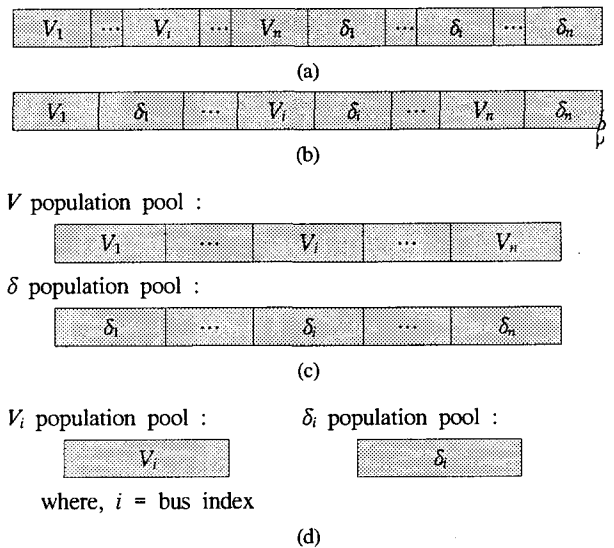 V₁ ... Vᵢ ... Vₙ δ₁ ... δᵢ ... δₙ
(a)
V₁ δ₁ ... Vᵢ δᵢ ... Vₙ δₙ
(b)
V population pool :
V₁ ... Vᵢ ... Vₙ
δ population pool :
δ₁ ... δᵢ ... δₙ
(c)
Vᵢ population pool : δᵢ population pool :
Vᵢ δᵢ
where, i = bus index
(d)